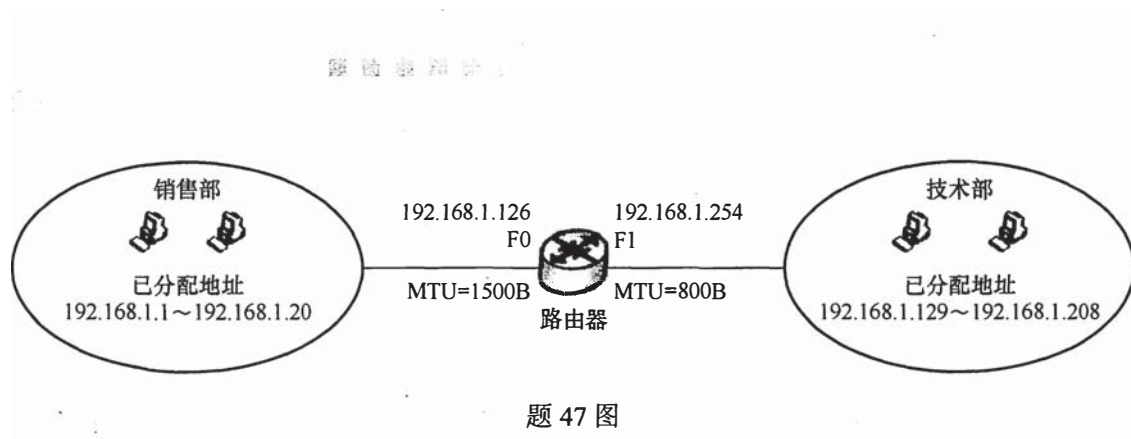 销售部
已分配地址
192.168.1.1～192.168.1.20
192.168.1.126
F0
MTU=1500B
192.168.1.254
F1
MTU=800B
路由器
技术部
已分配地址
192.168.1.129～192.168.1.208
题 47 图